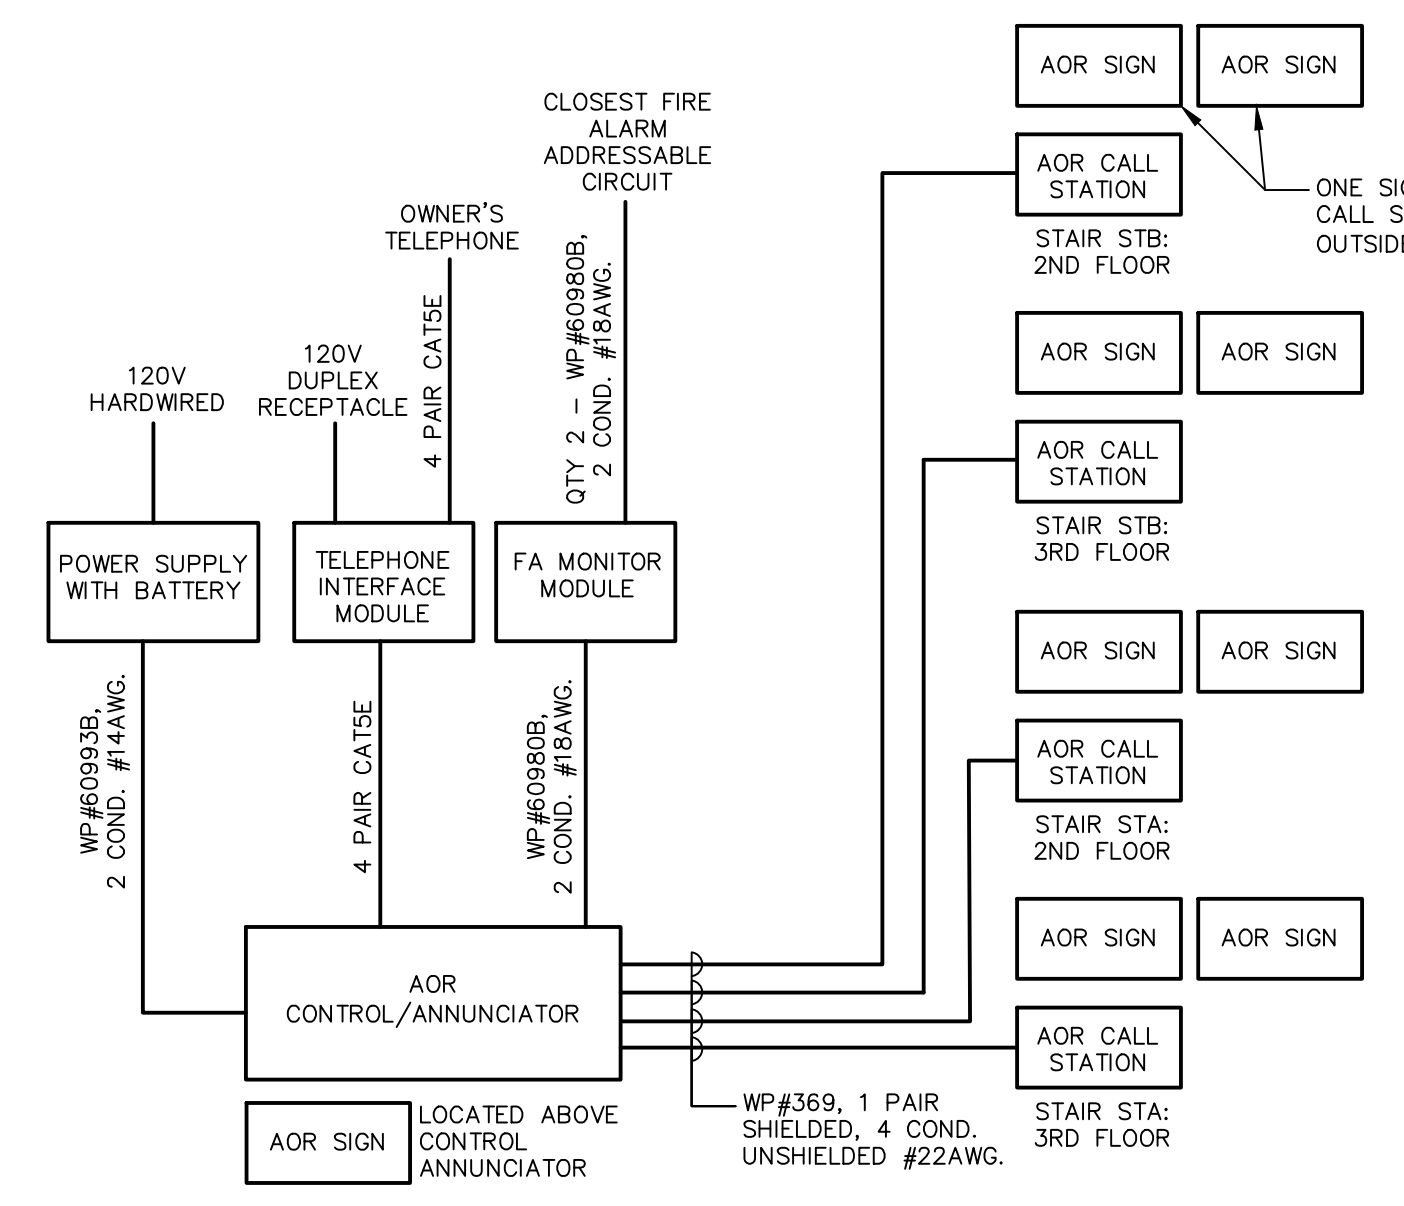 AOR SIGN
AOR SIGN
CLOSEST FIRE
ALARM
ADDRESSABLE
CIRCUIT
AOR CALL
STATION
CALL
OUTSIDE
ONE
STAIR STB:
2ND FLOOR
OWNER'S
TELEPHONE
QTY 2 - WP#60980B,
2 COND. #18AWG.
4 PAIR CAT5E
120V
DUPLEX
RECEPTACLE
120V
HARDWIRED
AOR SIGN
AOR SIGN
AOR CALL
STATION
STAIR STB:
3RD FLOOR
POWER SUPPLY
WITH BATTERY
TELEPHONE
INTERFACE
MODULE
FA MONITOR
MODULE
AOR SIGN
AOR SIGN
WP#60993B,
2 COND. #14AWG.
4 PAIR CAT5E
WP#60980B,
2 COND. #18AWG.
AOR CALL
STATION
STAIR STA:
2ND FLOOR
AOR SIGN
AOR SIGN
AOR
CONTROL/ANNUNCIATOR
AOR CALL
STATION
STAIR STA:
3RD FLOOR
AOR SIGN
LOCATED ABOVE
CONTROL
ANNUNCIATOR
WP#369, 1 PAIR
SHIELDED, 4 COND.
UNSHIELDED #22AWG.